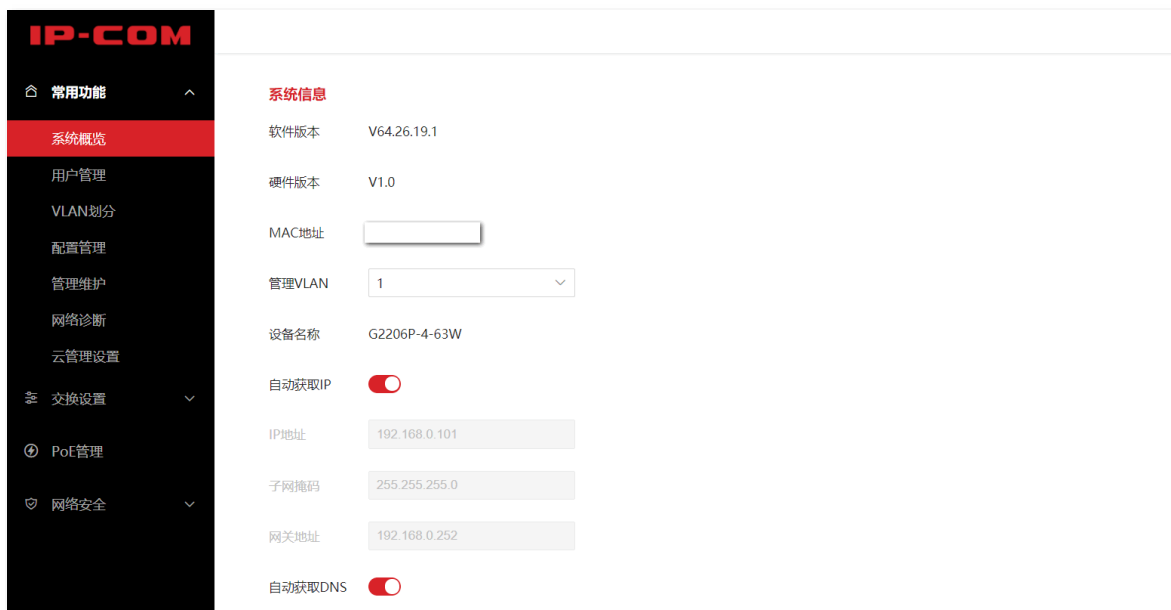 IP-COM
常用功能
系统概览
用户管理
VLAN划分
配置管理
管理维护
网络诊断
云管理设置
交换设置
PoE管理
网络安全
系统信息
软件版本 V64.26.19.1
硬件版本 V1.0
MAC地址
管理VLAN 1
设备名称 G2206P-4-63W
自动获取IP
IP地址 192.168.0.101
子网掩码 255.255.255.0
网关地址 192.168.0.252
自动获取DNS